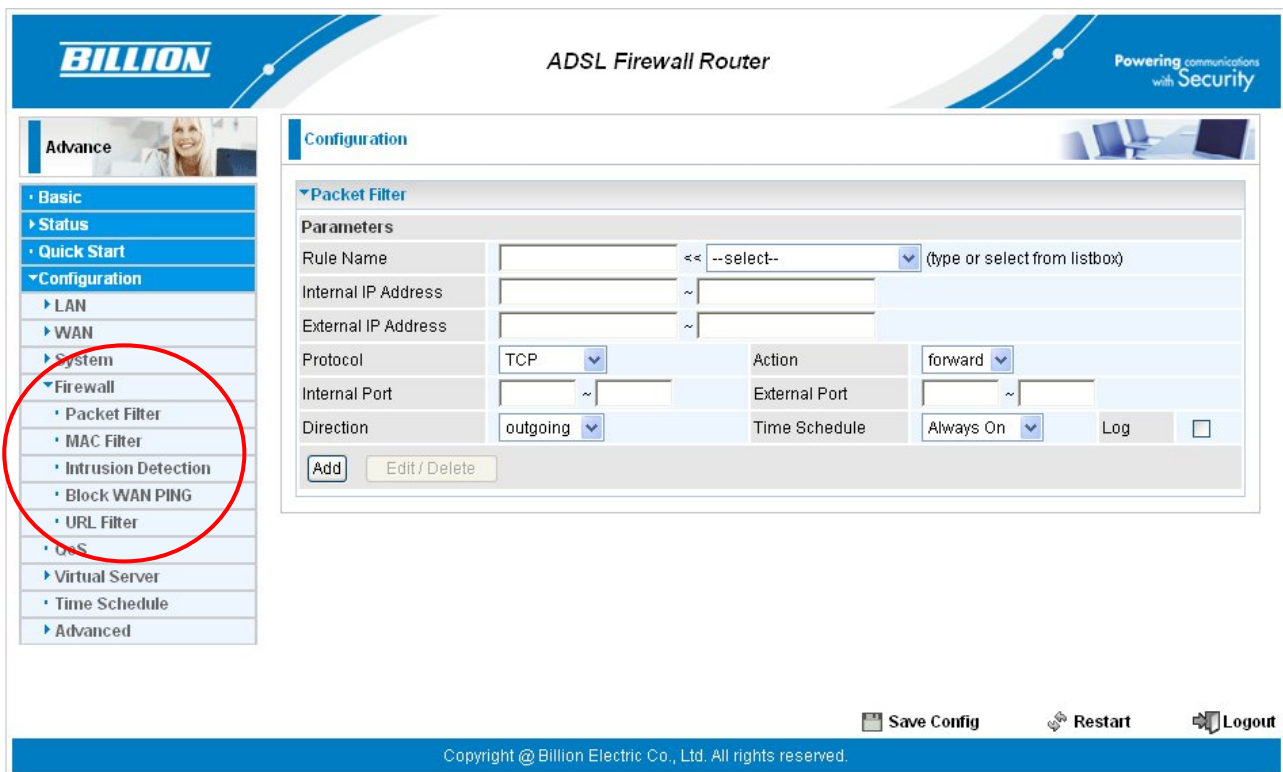 BILLION
ADSL Firewall Router
Powering communications
with Security
Advance
Basic
Status
Quick Start
Configuration
LAN
WAN
System
Firewall
Packet Filter
MAC Filter
Intrusion Detection
Block WAN PING
URL Filter
QoS
Virtual Server
Time Schedule
Advanced
Configuration
Packet Filter
Parameters
Rule Name << --select-- (type or select from listbox)
Internal IP Address ~
External IP Address ~
Protocol TCP Action forward
Internal Port ~ External Port ~
Direction outgoing Time Schedule Always On Log
Add Edit / Delete
Save Config Restart Logout
Copyright @ Billion Electric Co., Ltd. All rights reserved.